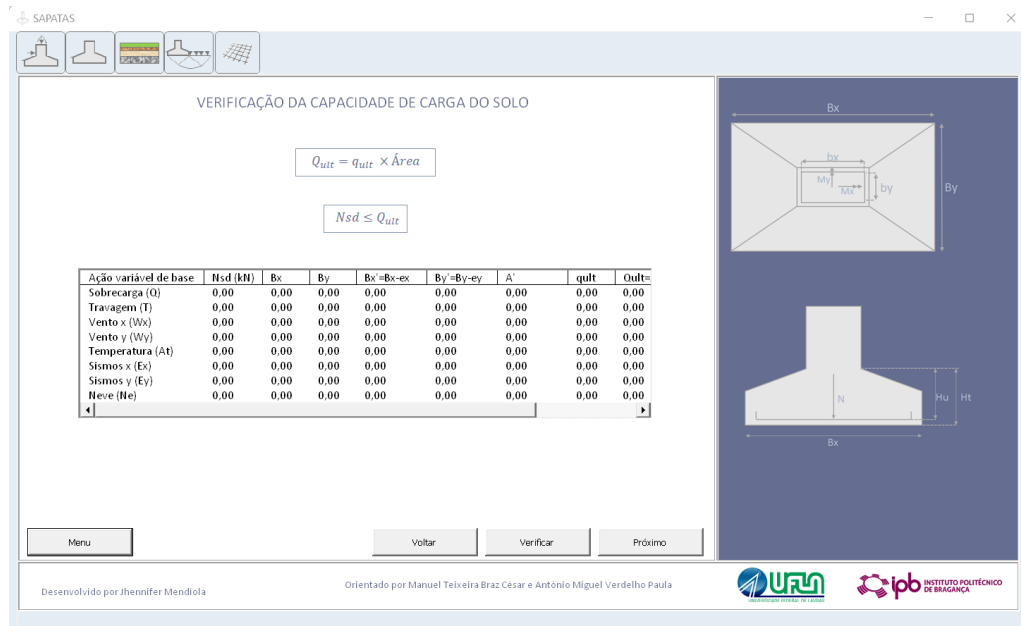 SAPATAS
VERIFICAÇÃO DA CAPACIDADE DE CARGA DO SOLO
Q_ult = q_ult × Área
Nsd ≤ Q_ult
Ação variável de base Nsd (kN) Bx By Bx'=Bx-ex By'=By-ey A' qult Qult=
Sobrecarga (Q) 0,00 0,00 0,00 0,00 0,00 0,00 0,00 0,00
Travagem (T) 0,00 0,00 0,00 0,00 0,00 0,00 0,00 0,00
Vento x (Wx) 0,00 0,00 0,00 0,00 0,00 0,00 0,00 0,00
Vento y (Wy) 0,00 0,00 0,00 0,00 0,00 0,00 0,00 0,00
Temperatura (At) 0,00 0,00 0,00 0,00 0,00 0,00 0,00 0,00
Sismos x (Ex) 0,00 0,00 0,00 0,00 0,00 0,00 0,00 0,00
Sismos y (Ey) 0,00 0,00 0,00 0,00 0,00 0,00 0,00 0,00
Neve (Ne) 0,00 0,00 0,00 0,00 0,00 0,00 0,00 0,00
Menu
Voltar
Verificar
Próximo
Bx
bx
My
Mx
by
By
N
Hu
Ht
Bx
Desenvolvido por Jhennifer Mendiola
Orientado por Manuel Teixeira Braz César e António Miguel Verdelho Paula
UFLA
UNIVERSIDADE FEDERAL DE LAVRAS
ipb
INSTITUTO POLITÉCNICO
DE BRAGANÇA